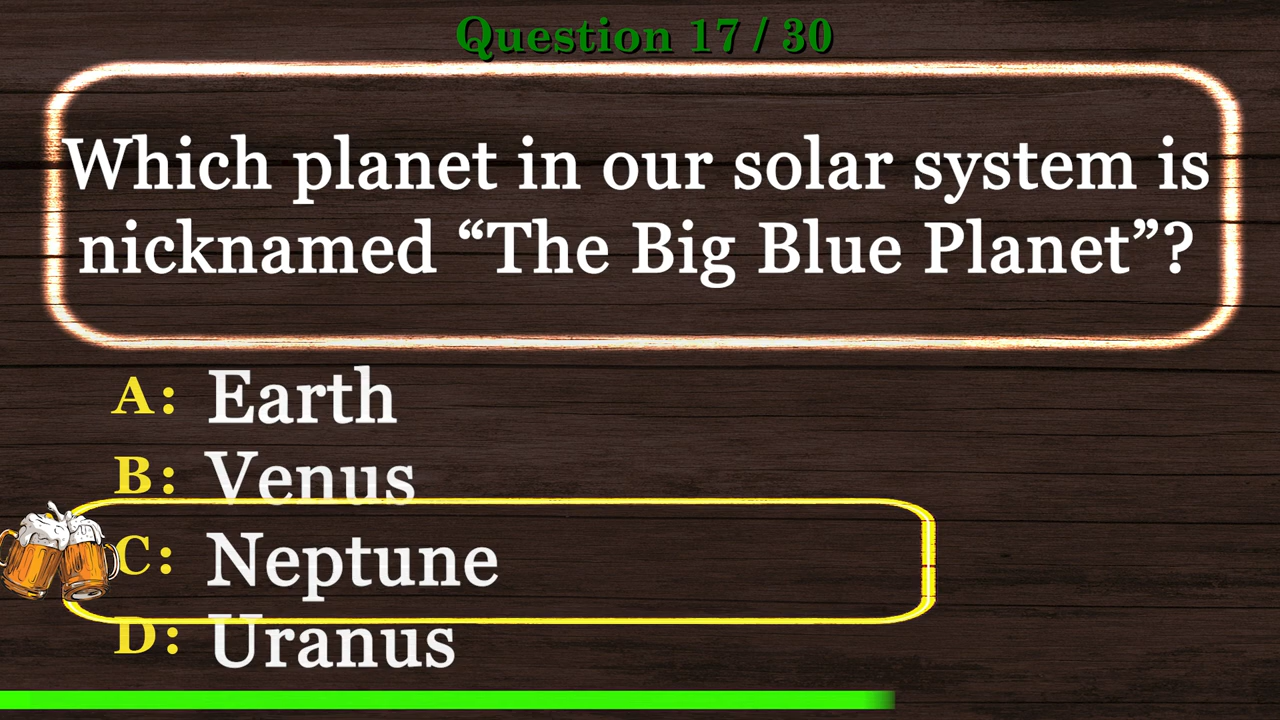 Question 17 / 30
Which planet in our solar system is
nicknamed “The Big Blue Planet”?
A: Earth
B: Venus
C: Neptune
D: Uranus